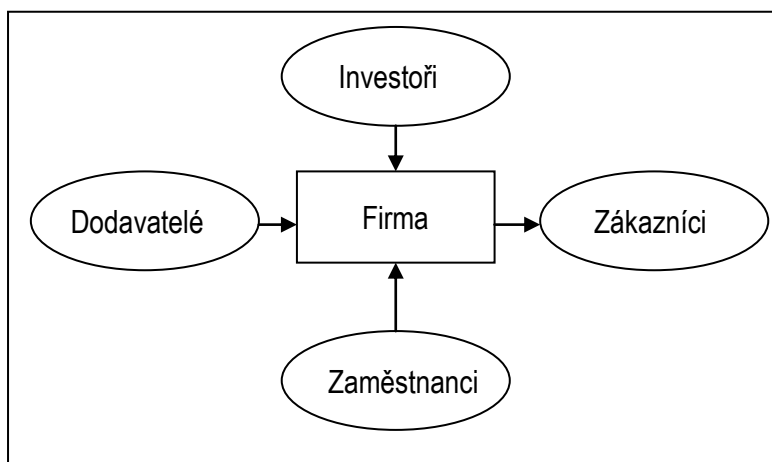 Investoři
Dodavatelé
Firma
Zákazníci
Zaměstnanci